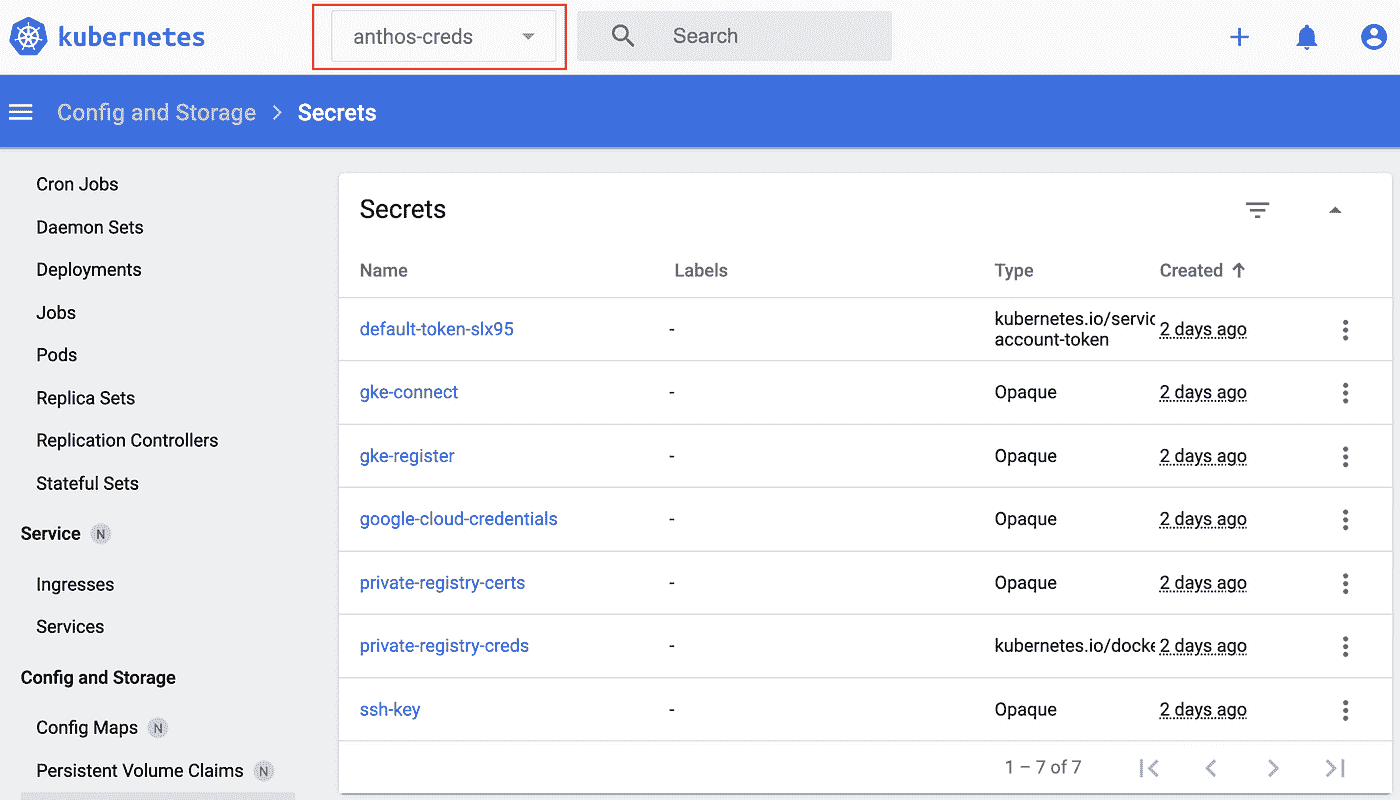 kubernetes
anthos-creds
Search
Config and Storage > Secrets
Cron Jobs
Daemon Sets
Deployments
Jobs
Pods
Replica Sets
Replication Controllers
Stateful Sets
Service N
Ingresses
Services
Config and Storage
Config Maps N
Persistent Volume Claims N
Secrets
Name Labels Type Created
default-token-slx95 - kubernetes.io/servic
account-token 2 days ago
gke-connect - Opaque 2 days ago
gke-register - Opaque 2 days ago
google-cloud-credentials - Opaque 2 days ago
private-registry-certs - Opaque 2 days ago
private-registry-creds - kubernetes.io/docke 2 days ago
ssh-key - Opaque 2 days ago
1 – 7 of 7